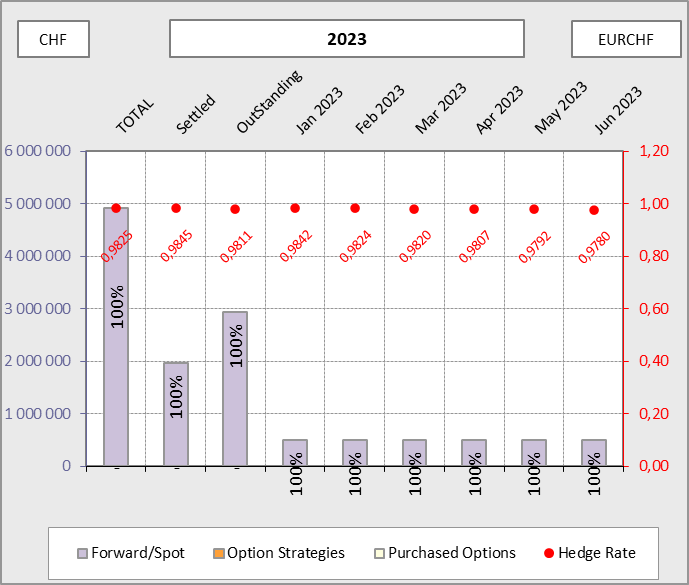 CHF
2023
EURCHF
TOTAL
Settled
OutStanding
Jan 2023
Feb 2023
Mar 2023
Apr 2023
May 2023
Jun 2023
6 000 000
5 000 000
4 000 000
3 000 000
2 000 000
1 000 000
0
1,20
1,00
0,80
0,60
0,40
0,20
0,00
0,9825
0,9845
0,9811
0,9842
0,9824
0,9820
0,9807
0,9792
0,9780
100%
100%
100%
100%
100%
100%
100%
100%
100%
-
-
-
Forward/Spot
Option Strategies
Purchased Options
Hedge Rate